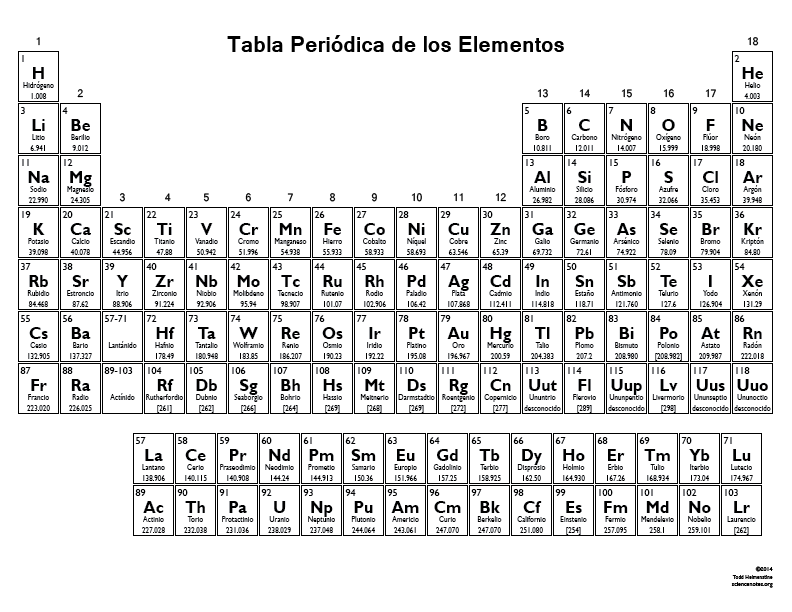 Tabla Periódica de los Elementos
1 18
1 2
H He
Hidrógeno Helio
1.008 4.003
2 13 14 15 16 17
3 4 5 6 7 8 9 10
Li Be B C N O F Ne
Litio Berilio Boro Carbono Nitrógeno Oxígeno Flúor Neón
6.941 9.012 10.811 12.011 14.007 15.999 18.998 20.180
11 12 13 14 15 16 17 18
Na Mg Al Si P S Cl Ar
Sodio Magnesio Aluminio Silicio Fósforo Azufre Cloro Argón
22.990 24.305 26.982 28.086 30.974 32.066 35.453 39.948
3 4 5 6 7 8 9 10 11 12
19 20 21 22 23 24 25 26 27 28 29 30 31 32 33 34 35 36
K Ca Sc Ti V Cr Mn Fe Co Ni Cu Zn Ga Ge As Se Br Kr
Potasio Calcio Escandio Titanio Vanadio Cromo Manganeso Hierro Cobalto Níquel Cobre Zinc Galio Germanio Arsénico Selenio Bromo Kriptón
39.098 40.078 44.956 47.88 50.942 51.996 54.938 55.933 58.933 58.693 63.546 65.39 69.732 72.61 74.922 78.09 79.904 84.80
37 38 39 40 41 42 43 44 45 46 47 48 49 50 51 52 53 54
Rb Sr Y Zr Nb Mo Tc Ru Rh Pd Ag Cd In Sn Sb Te I Xe
Rubidio Estroncio Itrio Zirconio Niobio Molibdeno Tecnecio Rutenio Rodio Paladio Plata Cadmio Indio Estaño Antimonio Telurio Yodo Xenón
84.468 87.62 88.906 91.224 92.906 95.94 98.907 101.07 102.906 106.42 107.868 112.411 114.818 118.71 121.760 127.6 126.904 131.29
55 56 57-71 72 73 74 75 76 77 78 79 80 81 82 83 84 85 86
Cs Ba Hf Ta W Re Os Ir Pt Au Hg Tl Pb Bi Po At Rn
Cesio Bario Lantánido Hafnio Tantalio Wolframio Renio Osmio Iridio Platino Oro Mercurio Talio Plomo Bismuto Polonio Astato Radón
132.905 137.327 178.49 180.948 183.85 186.207 190.23 192.22 195.08 196.967 200.59 204.383 207.2 208.980 [208.982] 209.987 222.018
87 88 89-103 104 105 106 107 108 109 110 111 112 113 114 115 116 117 118
Fr Ra Rf Db Sg Bh Hs Mt Ds Rg Cn Uut Fl Uup Lv Uus Uuo
Francio Radio Actínido Rutherfordio Dubnio Seaborgio Bohrio Hassio Meitnerio Darmstadtio Roentgenio Copernicio Ununtrio Flerovio Ununpentio Livermorio Ununseptio Ununoctio
223.020 226.025 [261] [262] [266] [264] [269] [268] [269] [272] [277] desconocido [289] desconocido [298] desconocido desconocido
57 58 59 60 61 62 63 64 65 66 67 68 69 70 71
La Ce Pr Nd Pm Sm Eu Gd Tb Dy Ho Er Tm Yb Lu
Lantano Cerio Praseodimio Neodimio Prometio Samario Europio Gadolinio Terbio Disprosio Holmio Erbio Tulio Iterbio Lutecio
138.906 140.115 140.908 144.24 144.913 150.36 151.966 157.25 158.925 162.50 164.930 167.26 168.934 173.04 174.967
89 90 91 92 93 94 95 96 97 98 99 100 101 102 103
Ac Th Pa U Np Pu Am Cm Bk Cf Es Fm Md No Lr
Actinio Torio Protactinio Uranio Neptunio Plutonio Americio Curio Berkelio Californio Einstenio Fermio Mendelevio Nobelio Laurencio
227.028 232.038 231.036 238.029 237.048 244.064 243.061 247.070 247.070 251.080 [254] 257.095 258.1 259.101 [262]
©2014
Todd Helmenstine
sciencenotes.org